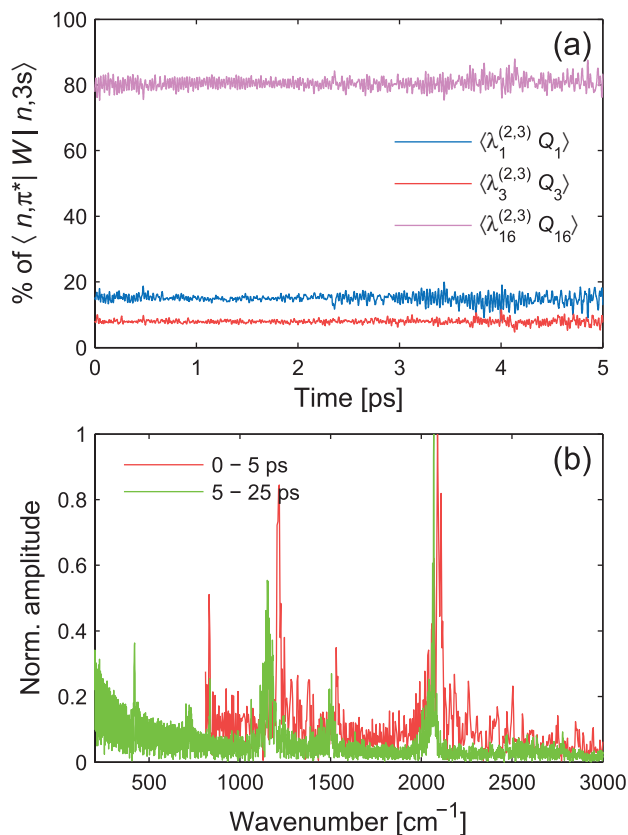 (a)
% of ⟨ n,π* | W | n,3s⟩
100
80
60
40
20
0
⟨λ₁^(2,3) Q₁⟩
⟨λ₃^(2,3) Q₃⟩
⟨λ₁₆^(2,3) Q₁₆⟩
0 1 2 3 4 5
Time [ps]
(b)
Norm. amplitude
1
0.8
0.6
0.4
0.2
0
0 – 5 ps
5 – 25 ps
500 1000 1500 2000 2500 3000
Wavenumber [cm⁻¹]